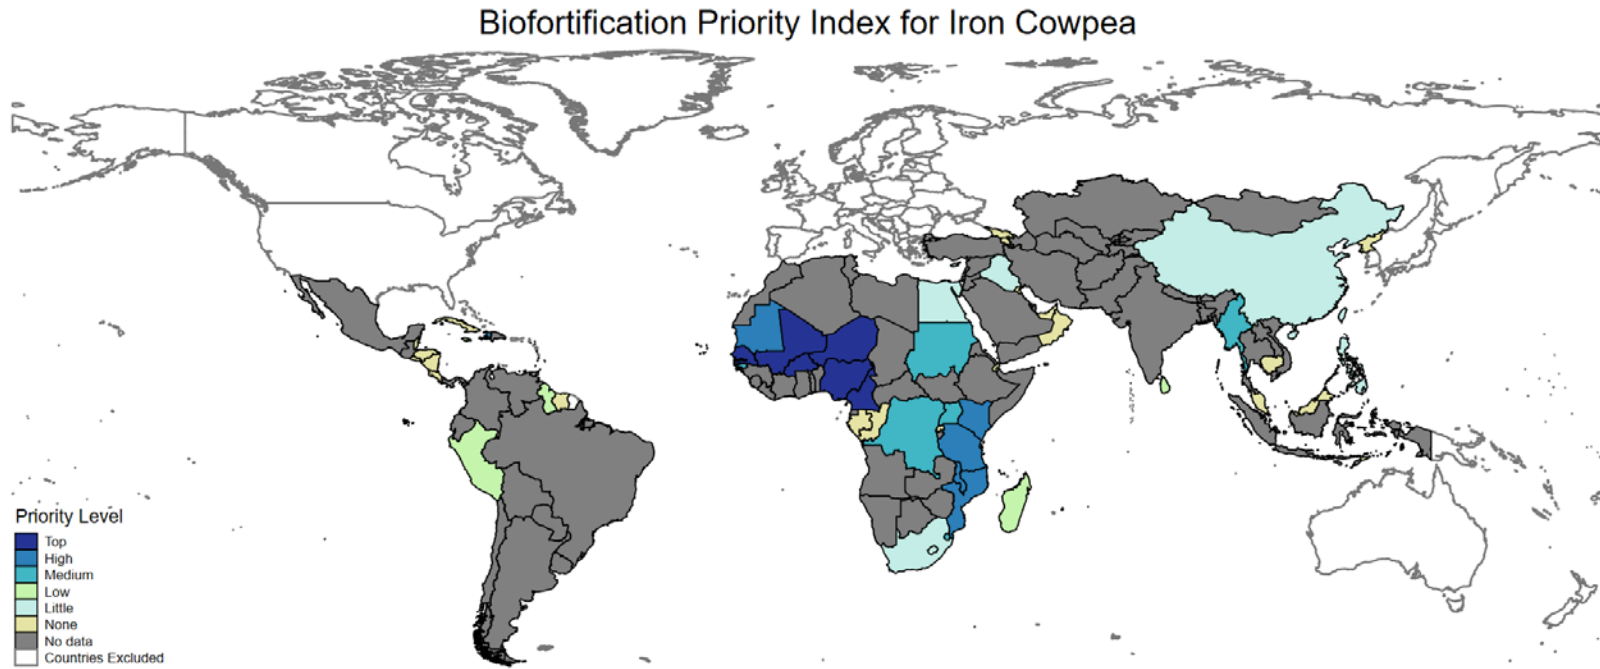 Biofortification Priority Index for Iron Cowpea
Priority Level
Top
High
Medium
Low
Little
None
No data
Countries Excluded